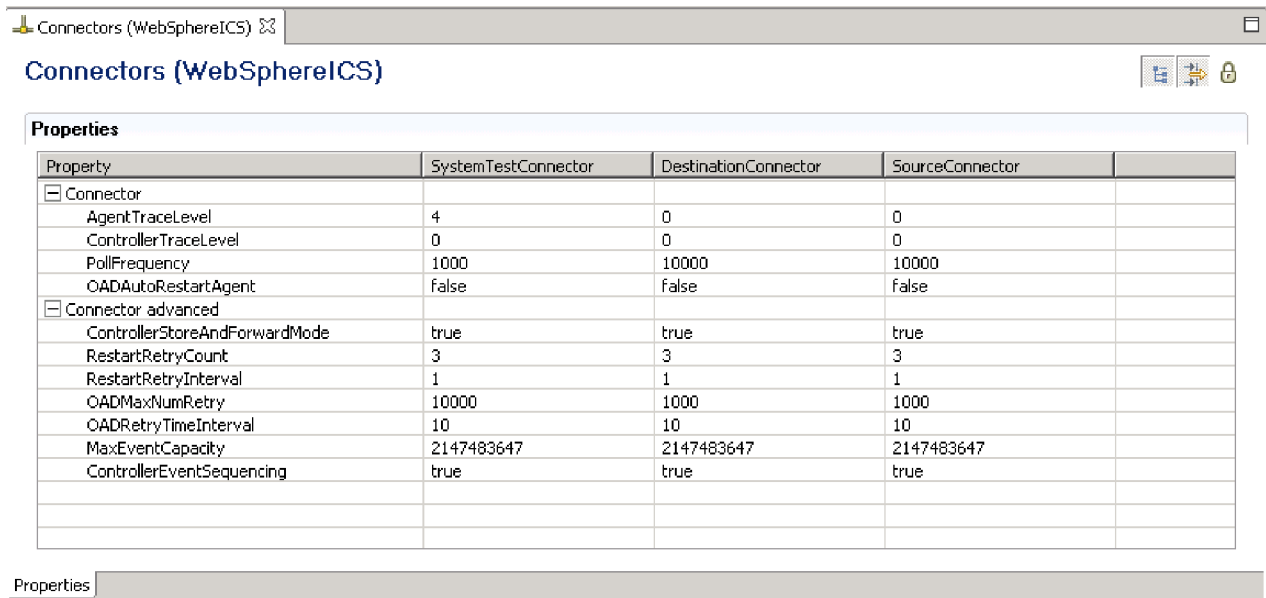 Connectors (WebSphereICS)
Connectors (WebSphereICS)
Properties
Property SystemTestConnector DestinationConnector SourceConnector
Connector
AgentTraceLevel 4 0 0
ControllerTraceLevel 0 0 0
PollFrequency 1000 10000 10000
OADAutoRestartAgent false false false
Connector advanced
ControllerStoreAndForwardMode true true true
RestartRetryCount 3 3 3
RestartRetryInterval 1 1 1
OADMaxNumRetry 10000 1000 1000
OADRetryTimeInterval 10 10 10
MaxEventCapacity 2147483647 2147483647 2147483647
ControllerEventSequencing true true true
Properties